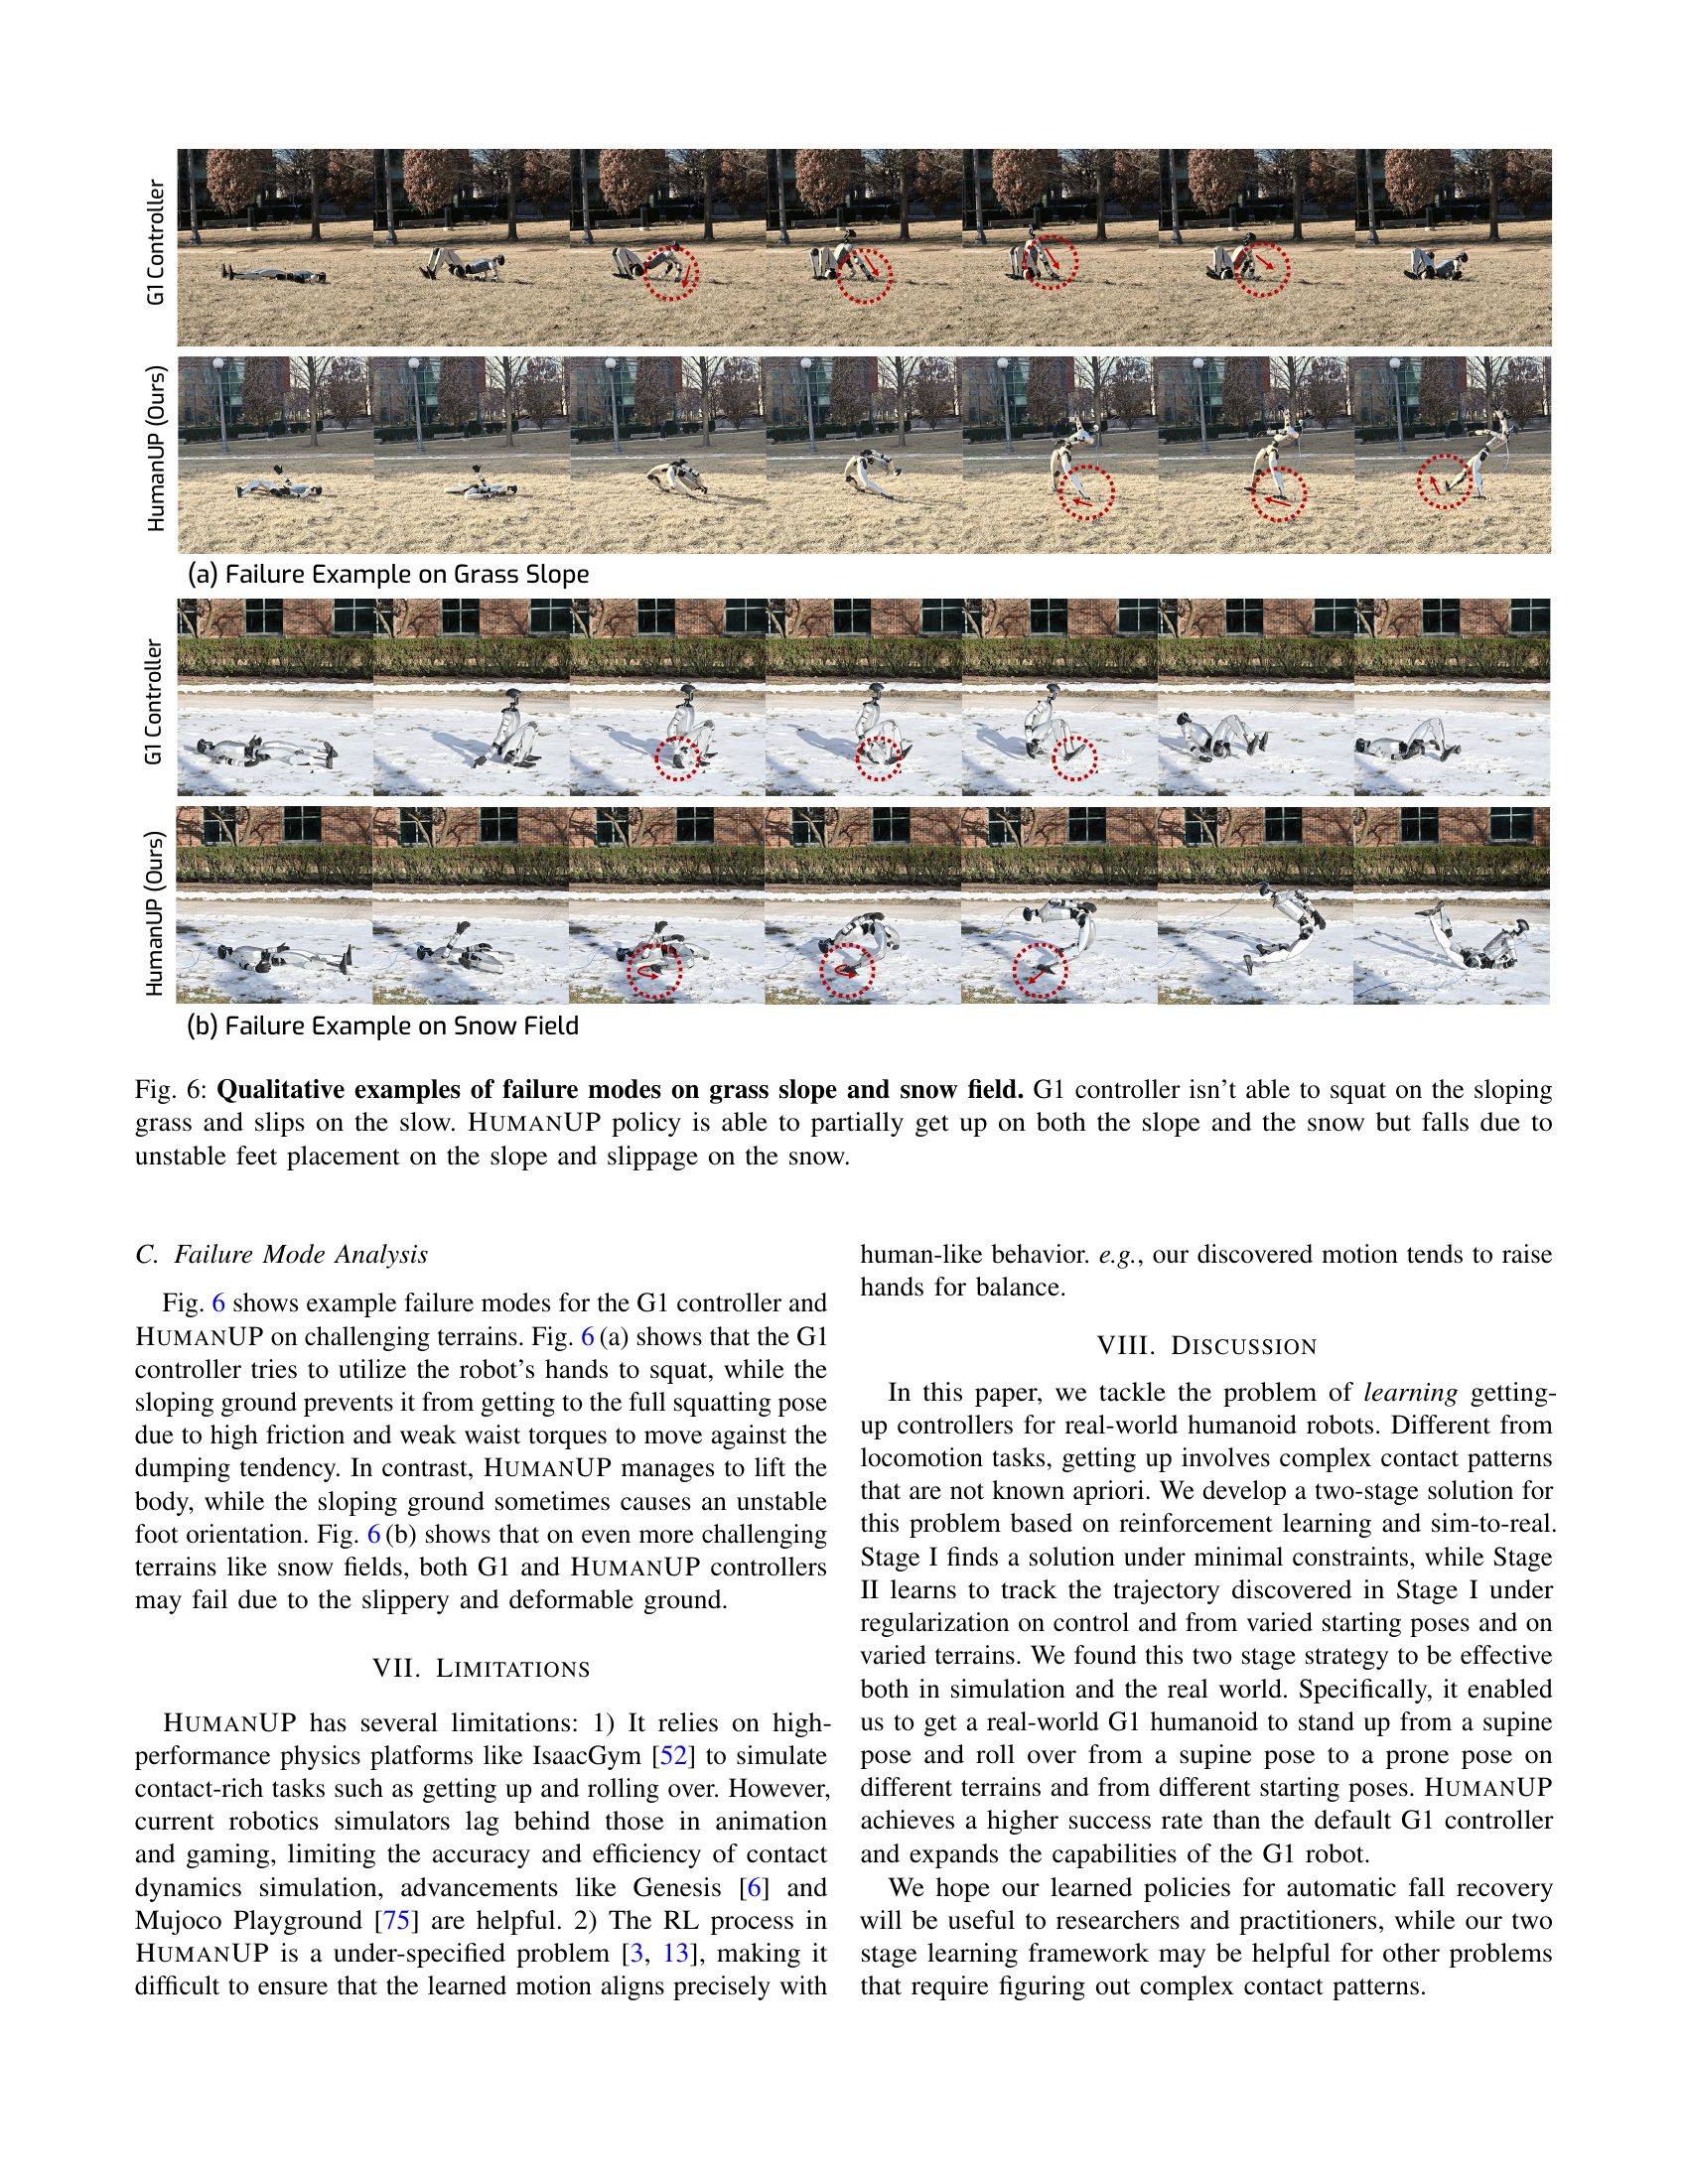 G1 Controller
HumanUP (Ours)
(a) Failure Example on Grass Slope
G1 Controller
HumanUP (Ours)
(b) Failure Example on Snow Field
Fig. 6: Qualitative examples of failure modes on grass slope and snow field. G1 controller isn't able to squat on the sloping
grass and slips on the slow. HUMANUP policy is able to partially get up on both the slope and the snow but falls due to
unstable feet placement on the slope and slippage on the snow.
C. Failure Mode Analysis
Fig. 6 shows example failure modes for the G1 controller and
HUMANUP on challenging terrains. Fig. 6 (a) shows that the G1
controller tries to utilize the robot's hands to squat, while the
sloping ground prevents it from getting to the full squatting pose
due to high friction and weak waist torques to move against the
dumping tendency. In contrast, HUMANUP manages to lift the
body, while the sloping ground sometimes causes an unstable
foot orientation. Fig. 6 (b) shows that on even more challenging
terrains like snow fields, both G1 and HUMANUP controllers
may fail due to the slippery and deformable ground.
VII. LIMITATIONS
HUMANUP has several limitations: 1) It relies on high-
performance physics platforms like IsaacGym [52] to simulate
contact-rich tasks such as getting up and rolling over. However,
current robotics simulators lag behind those in animation
and gaming, limiting the accuracy and efficiency of contact
dynamics simulation, advancements like Genesis [6] and
Mujoco Playground [75] are helpful. 2) The RL process in
HUMANUP is a under-specified problem [3, 13], making it
difficult to ensure that the learned motion aligns precisely with
human-like behavior. e.g., our discovered motion tends to raise
hands for balance.
VIII. DISCUSSION
In this paper, we tackle the problem of learning getting-
up controllers for real-world humanoid robots. Different from
locomotion tasks, getting up involves complex contact patterns
that are not known apriori. We develop a two-stage solution for
this problem based on reinforcement learning and sim-to-real.
Stage I finds a solution under minimal constraints, while Stage
II learns to track the trajectory discovered in Stage I under
regularization on control and from varied starting poses and on
varied terrains. We found this two stage strategy to be effective
both in simulation and the real world. Specifically, it enabled
us to get a real-world G1 humanoid to stand up from a supine
pose and roll over from a supine pose to a prone pose on
different terrains and from different starting poses. HUMANUP
achieves a higher success rate than the default G1 controller
and expands the capabilities of the G1 robot.
We hope our learned policies for automatic fall recovery
will be useful to researchers and practitioners, while our two
stage learning framework may be helpful for other problems
that require figuring out complex contact patterns.